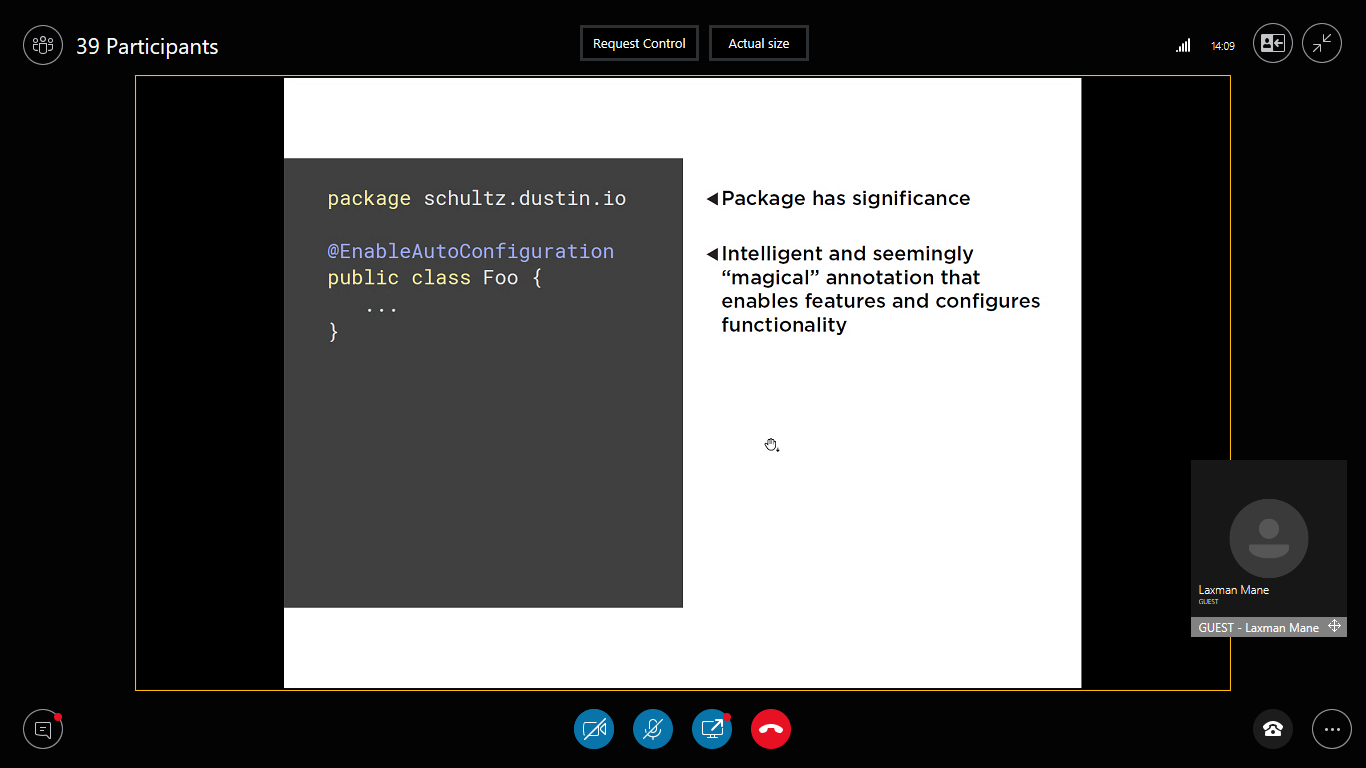 39 Participants
Request Control
Actual size
14:09
package schultz.dustin.io
@EnableAutoConfiguration
public class Foo {
...
}
◀Package has significance
◀Intelligent and seemingly
“magical” annotation that
enables features and configures
functionality
Laxman Mane
GUEST
GUEST - Laxman Mane